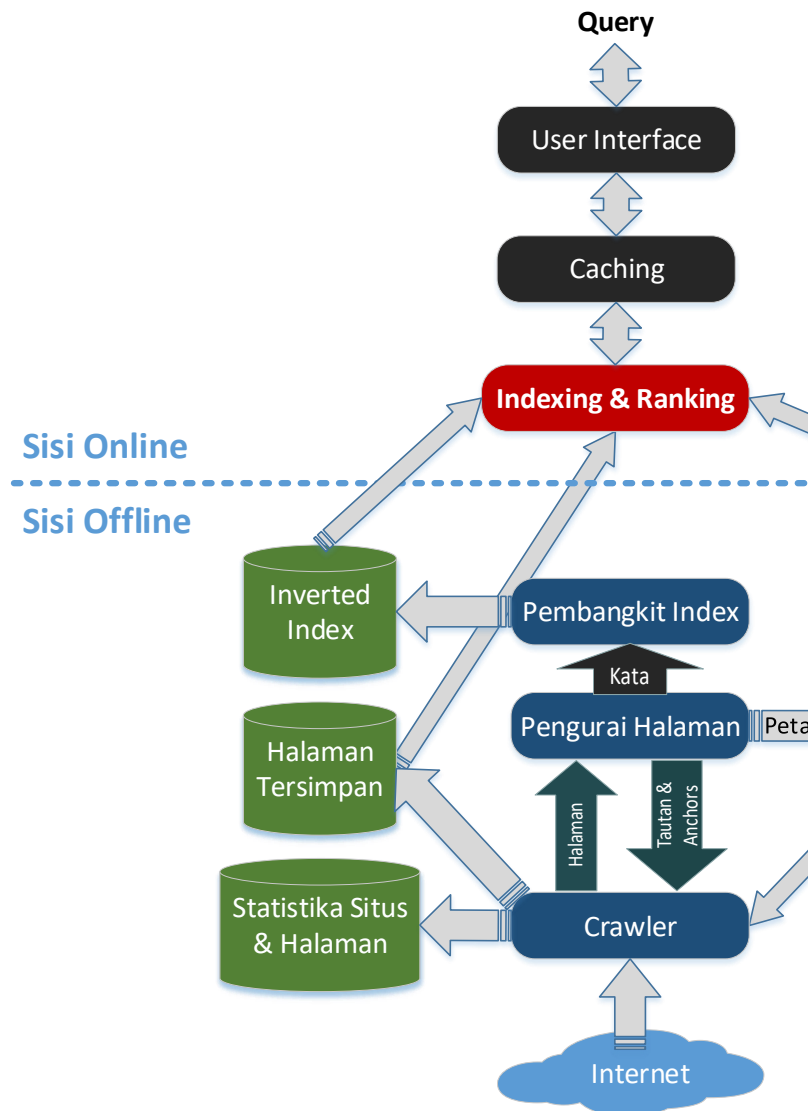 Query
User Interface
Caching
Indexing & Ranking
Sisi Online
Sisi Offline
Inverted
Index
Pembangkit Index
Kata
Pengurai Halaman
Peta
Halaman
Tersimpan
Halaman
Tautan &
Anchors
Statistika Situs
& Halaman
Crawler
Internet